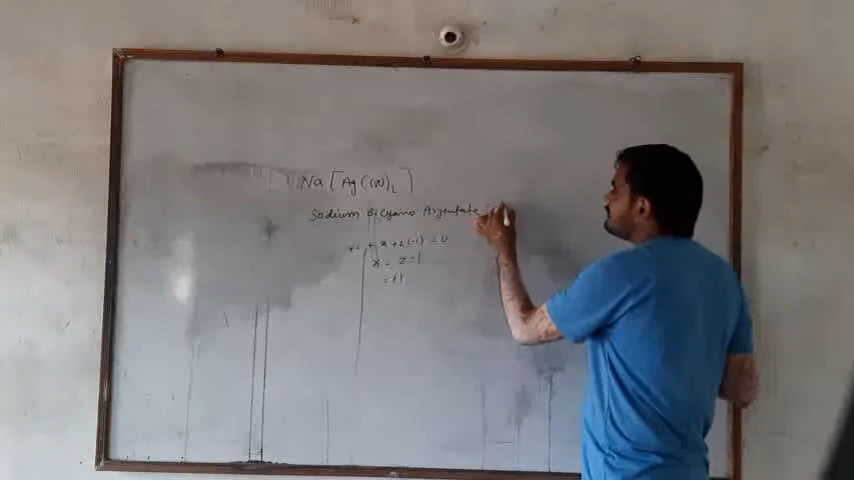 Na [Ag(CN)2]
Sodium Bicyano Argentate (I
+1 + x + 2(-1) = 0
x = 2-1
= +1